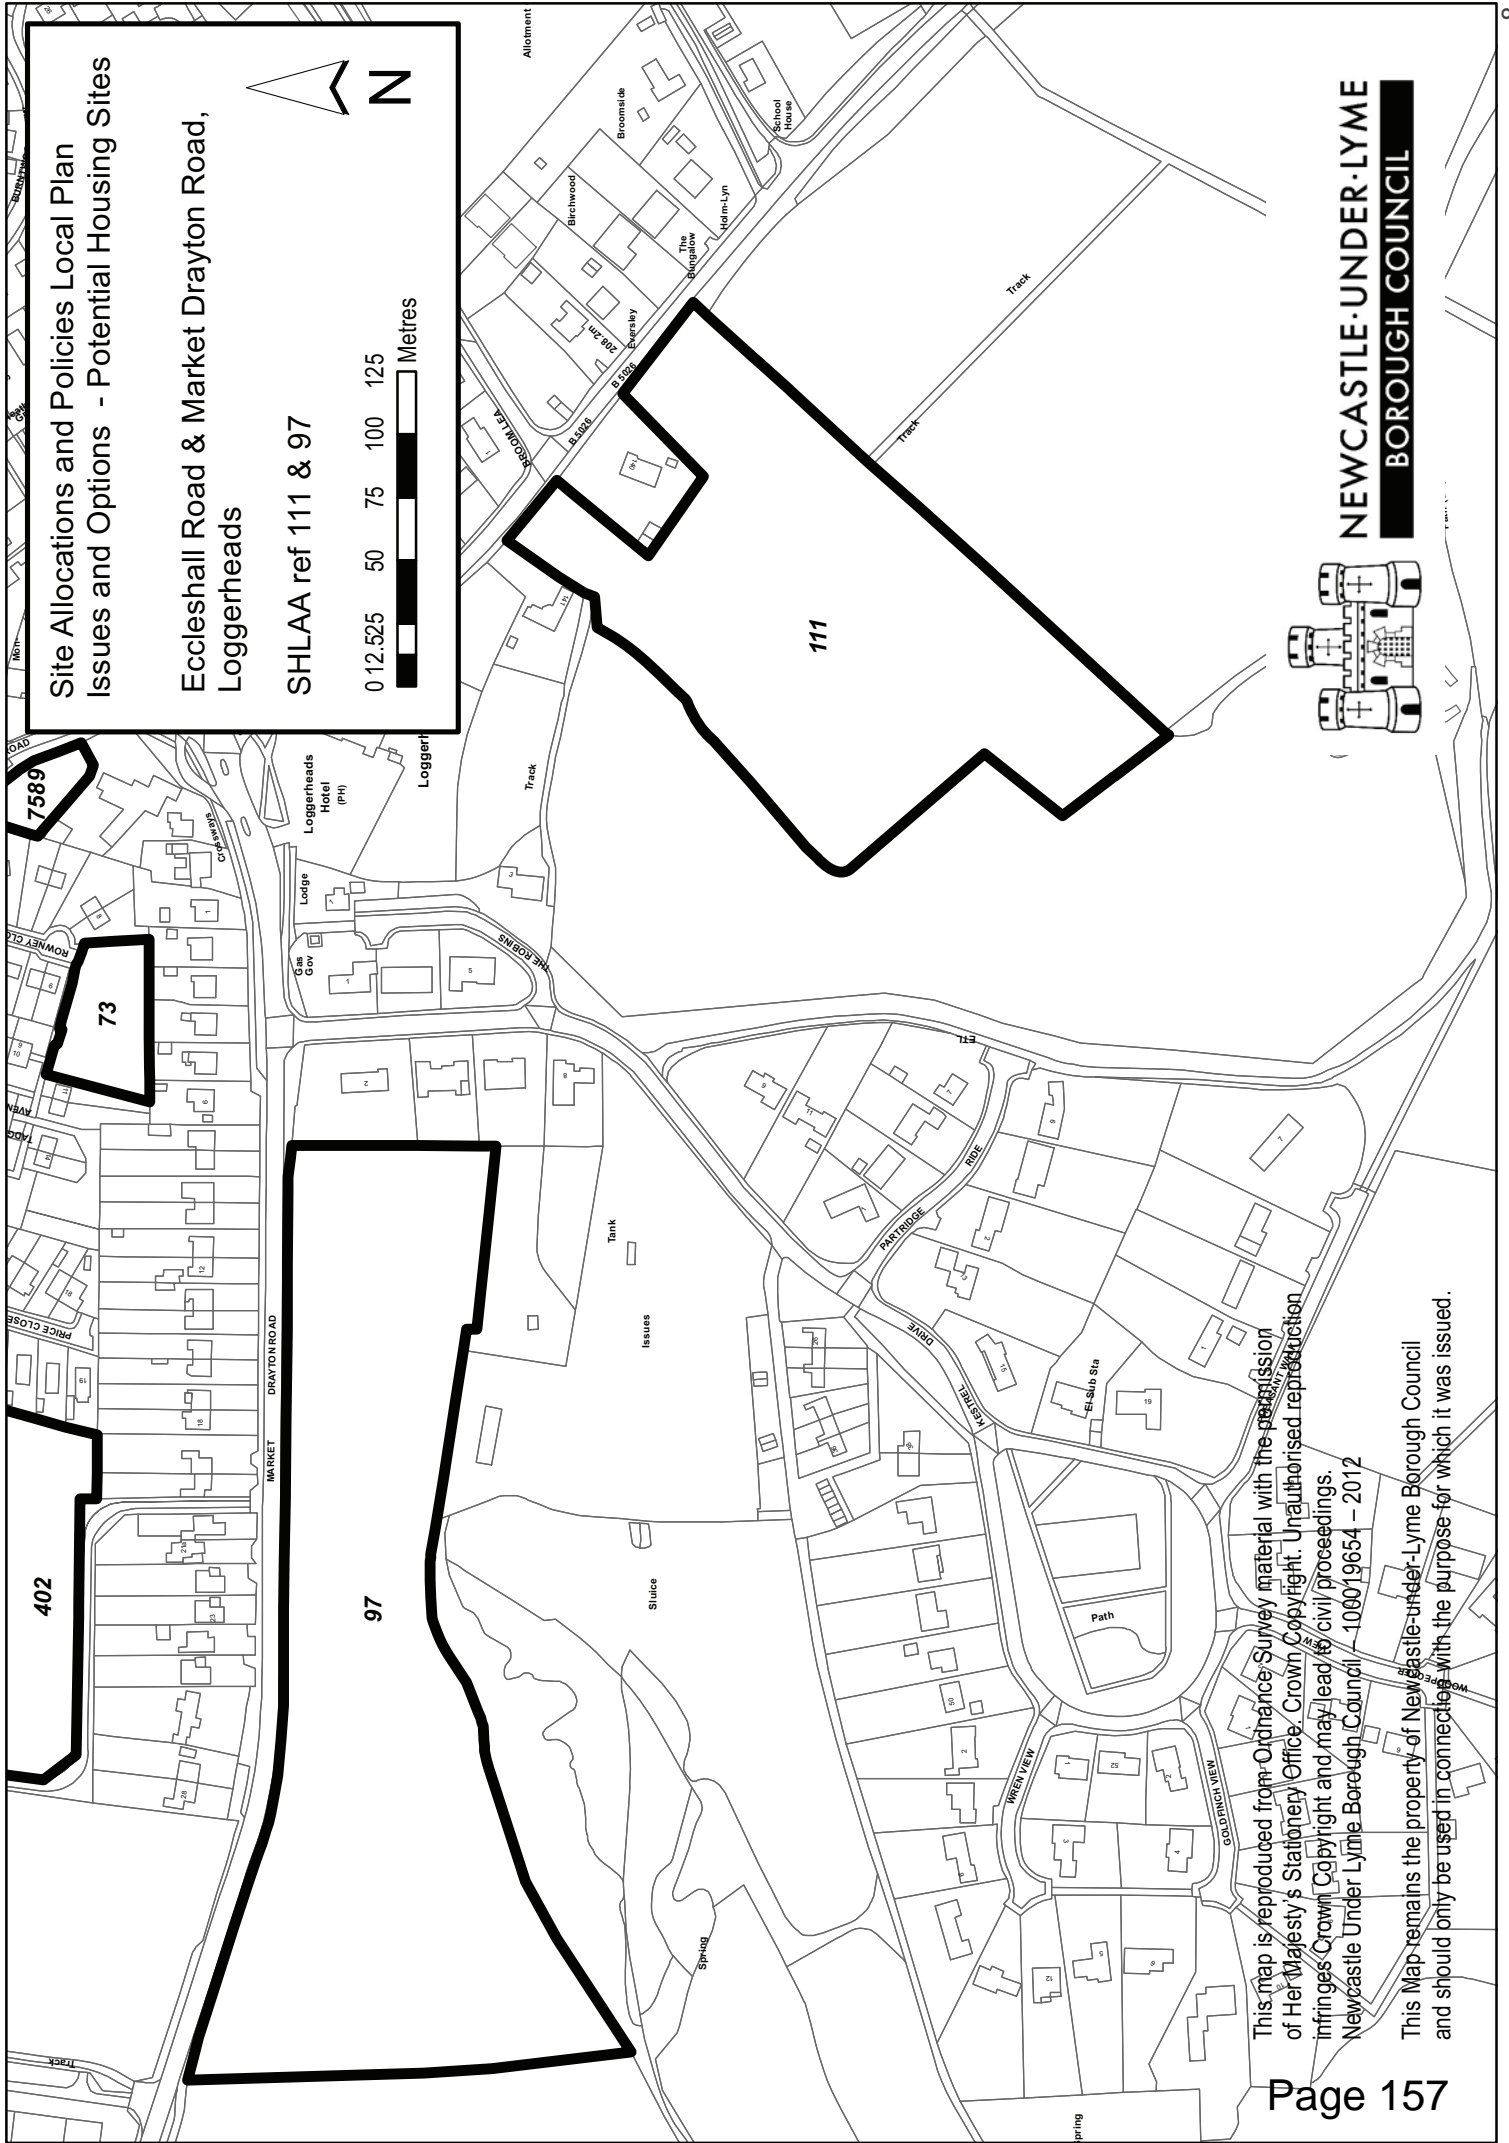 Site Allocations and Policies Local Plan
Issues and Options - Potential Housing Sites
Eccleshall Road & Market Drayton Road,
Loggerheads
SHLAA ref 111 & 97
0 12.525 50 75 100 125
Metres
N
NEWCASTLE·UNDER·LYME
BOROUGH COUNCIL
This map is reproduced from Ordnance Survey material with the permission
of Her Majesty's Stationery Office. Crown Copyright. Unauthorised reproduction
infringes Crown Copyright and may lead to civil proceedings.
Newcastle Under Lyme Borough Council – 100019654 – 2012
This Map remains the property of Newcastle-under-Lyme Borough Council
and should only be used in connection with the purpose for which it was issued.
Page 157
402
73
7589
97
111
Track
PRICE CLOSE
ROAD
Crossways
MARKET
DRAYTON ROAD
Gas
Gov
Lodge
Loggerheads
Hotel
(PH)
Track
THE ROBINS
Tank
Issues
Sluice
Spring
BROOM LEA
B 5026
B 5026
208.2m
Eversley
The
Bungalow
Holm-Lyn
Birchwood
Broomside
Allotment
School
House
Track
Track
ETL
PARTRIDGE
RIDE
KESTREL
DRIVE
El Sub Sta
Path
WREN VIEW
GOLDFINCH VIEW
WOODPECKER
VIEW